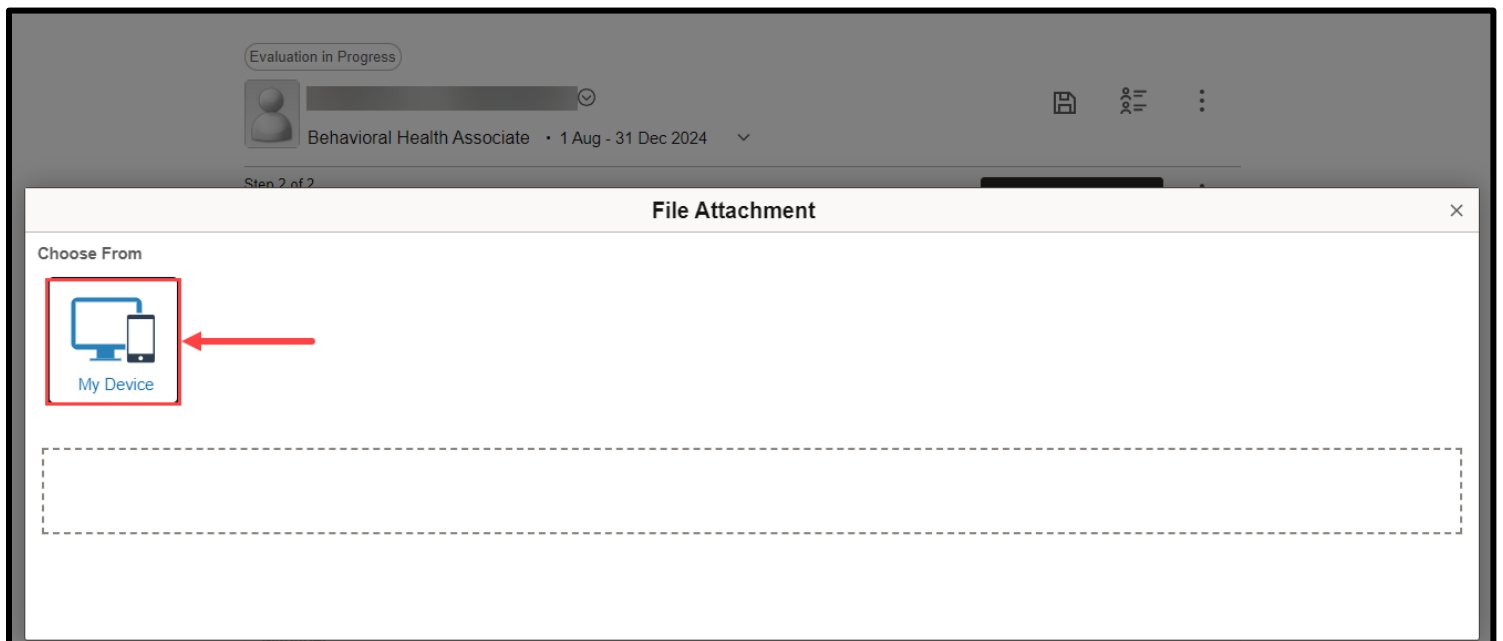 Evaluation in Progress
Behavioral Health Associate • 1 Aug - 31 Dec 2024
Step 2 of 2
File Attachment
Choose From
My Device